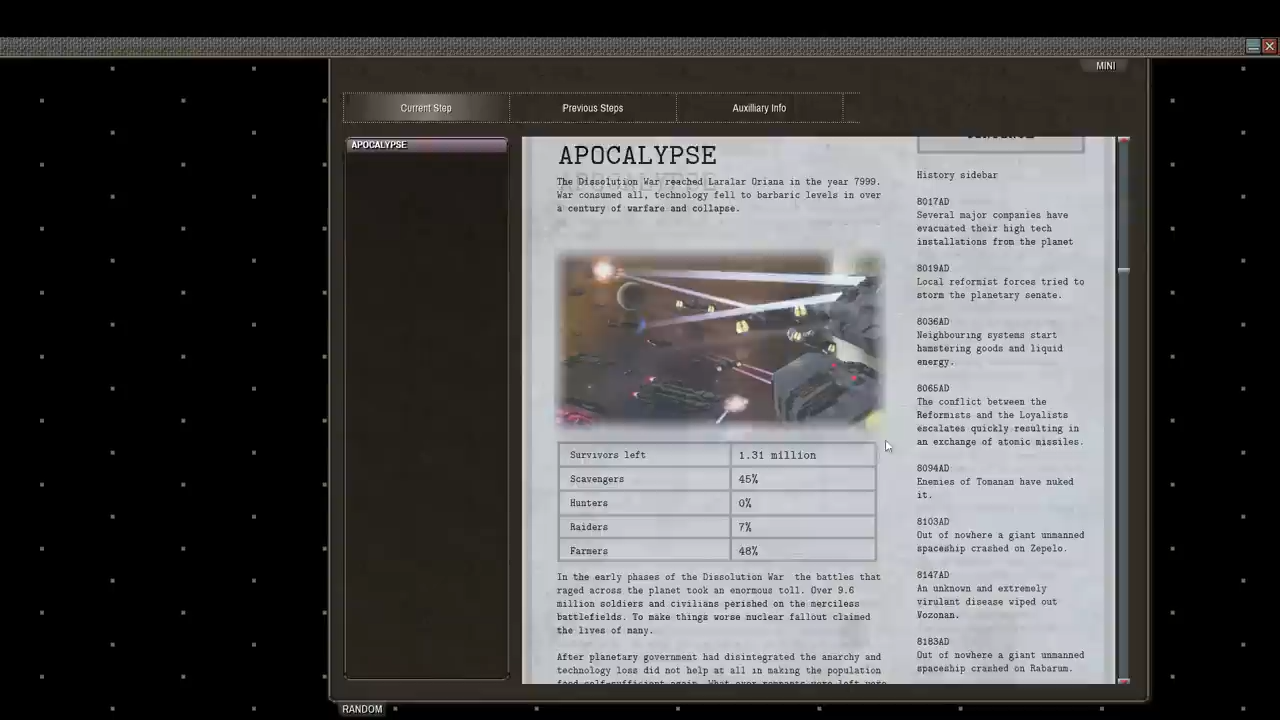 MINI
Current Step
Previous Steps
Auxilliary Info
APOCALYPSE
APOCALYPSE
The Dissolution War reached Laralar Oriana in the year 7999.
War consumed all, technology fell to barbaric levels in over
a century of warfare and collapse.
Survivors left 1.31 million
Scavengers 45%
Hunters 0%
Raiders 7%
Farmers 48%
In the early phases of the Dissolution War the battles that
raged across the planet took an enormous toll. Over 9.6
million soldiers and civilians perished on the merciless
battlefields. To make things worse nuclear fallout claimed
the lives of many.
After planetary government had disintegrated the anarchy and
technology loss did not help at all in making the population
History sidebar
8017AD
Several major companies have
evacuated their high tech
installations from the planet
8019AD
Local reformist forces tried to
storm the planetary senate.
8036AD
Neighbouring systems start
hamstering goods and liquid
energy.
8065AD
The conflict between the
Reformists and the Loyalists
escalates quickly resulting in
an exchange of atomic missiles.
8094AD
Enemies of Tomanan have nuked
it.
8103AD
Out of nowhere a giant unmanned
spaceship crashed on Zepelo.
8147AD
An unknown and extremely
virulant disease wiped out
Vozonan.
8183AD
Out of nowhere a giant unmanned
spaceship crashed on Rabarum.
RANDOM